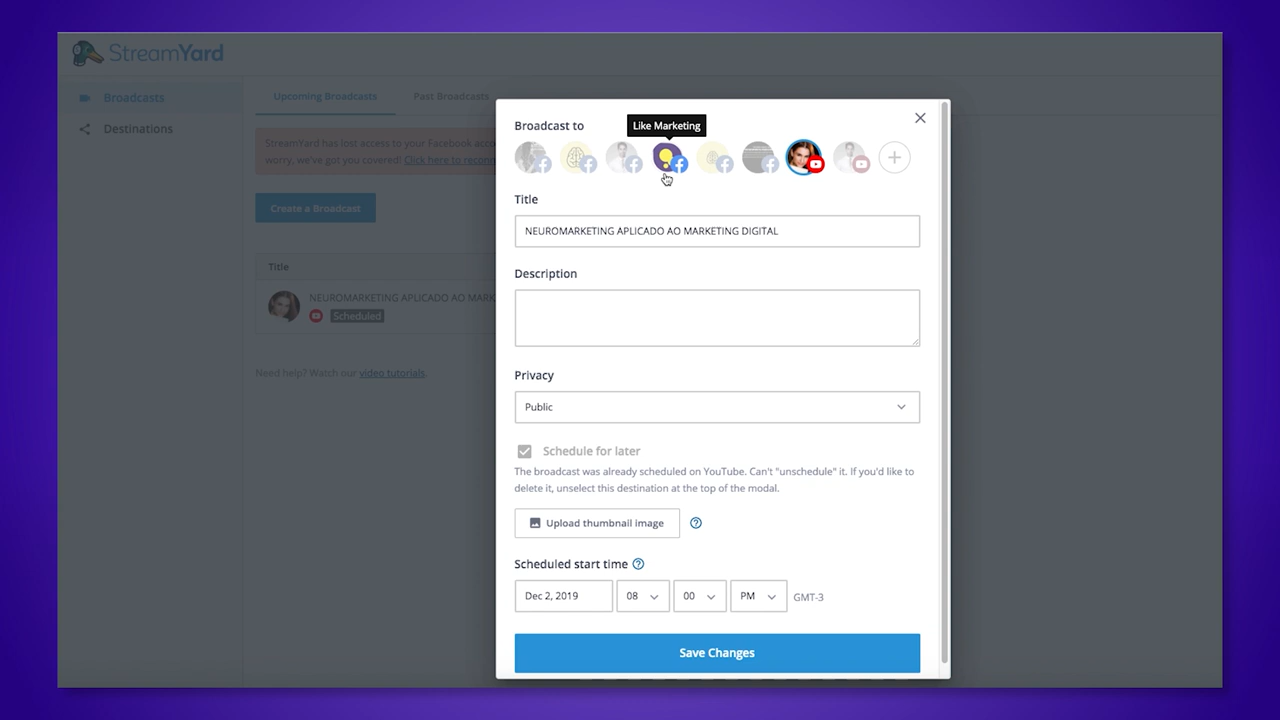 StreamYard
Broadcasts
Destinations
Upcoming Broadcasts
Past Broadcasts
StreamYard has lost access to your Facebook acco
worry, we've got you covered! Click here to reconn
Create a Broadcast
Title
NEUROMARKETING APLICADO AO MARK
Scheduled
Need help? Watch our video tutorials.
Broadcast to
Like Marketing
Title
NEUROMARKETING APLICADO AO MARKETING DIGITAL
Description
Privacy
Public
Schedule for later
The broadcast was already scheduled on YouTube. Can't "unschedule" it. If you'd like to
delete it, unselect this destination at the top of the modal.
Upload thumbnail image
Scheduled start time
Dec 2, 2019 08 00 PM GMT-3
Save Changes